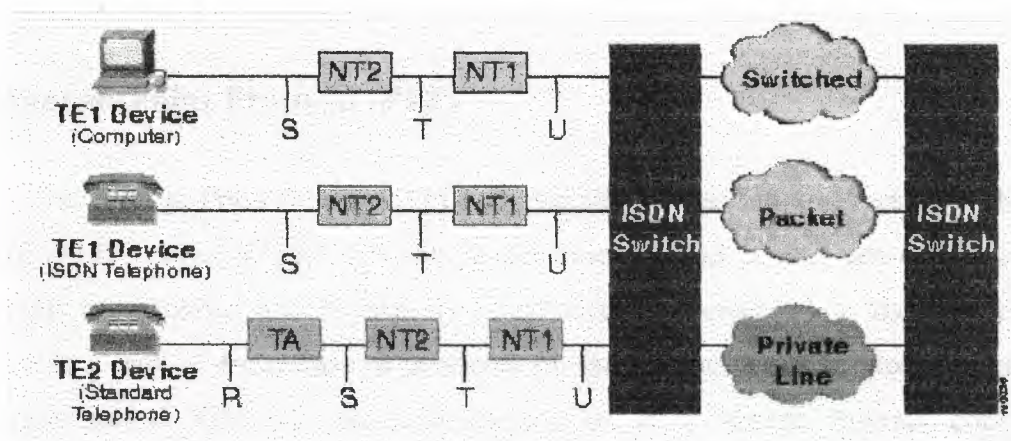 NT2 NT1 Switched
TE1 Device
(Computer)
S T U
NT2 NT1 Packet
ISDN Switch
ISDN Switch
TE1 Device
(ISDN Telephone)
S T U
TA NT2 NT1 Private Line
TE2 Device
(Standard
Telephone)
R S T U